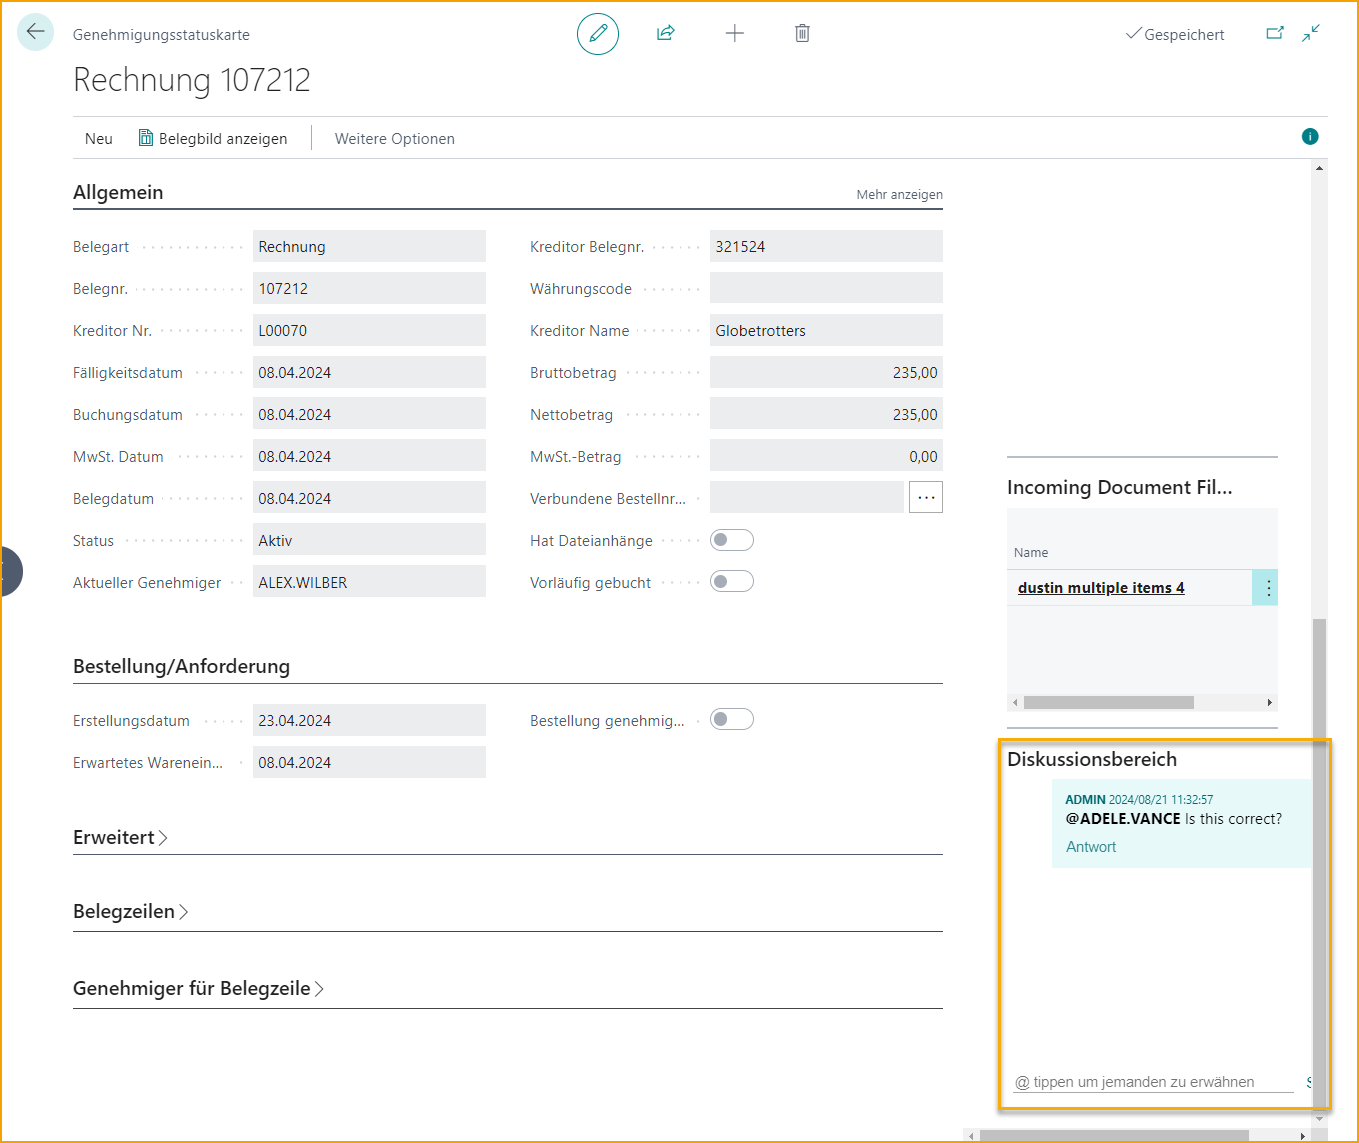 Genehmigungsstatuskarte
Gespeichert
Rechnung 107212
Neu
Belegbild anzeigen
Weitere Optionen
Allgemein
Mehr anzeigen
Belegart
Rechnung
Kreditor Belegnr.
321524
Belegnr.
107212
Währungscode
Kreditor Nr.
L00070
Kreditor Name
Globetrotters
Fälligkeitsdatum
08.04.2024
Bruttobetrag
235,00
Buchungsdatum
08.04.2024
Nettobetrag
235,00
MwSt. Datum
08.04.2024
MwSt.-Betrag
0,00
Belegdatum
08.04.2024
Verbundene Bestellnr...
Status
Aktiv
Hat Dateianhänge
Aktueller Genehmiger
ALEX.WILBER
Vorläufig gebucht
Bestellung/Anforderung
Erstellungsdatum
23.04.2024
Bestellung genehmig...
Erwartetes Warenein...
08.04.2024
Erweitert
Belegzeilen
Genehmiger für Belegzeile
Incoming Document Fil...
Name
dustin multiple items 4
Diskussionsbereich
ADMIN 2024/08/21 11:32:57
@ADELE.VANCE Is this correct?
Antwort
@ tippen um jemanden zu erwähnen